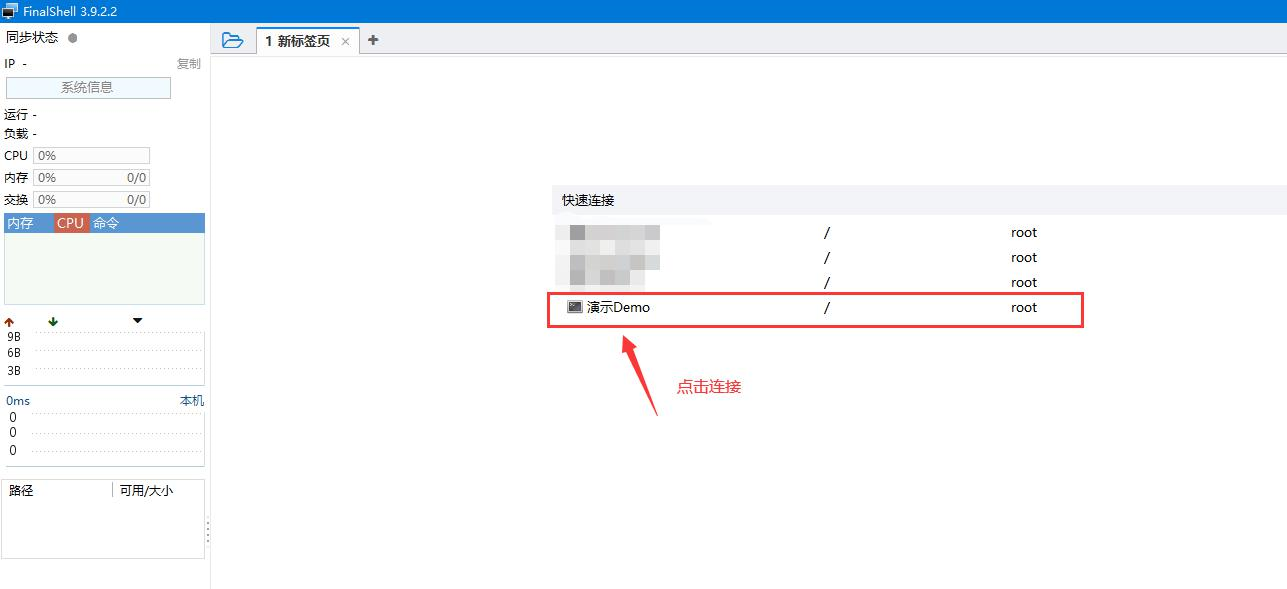 FinalShell 3.9.2.2
同步状态
IP -
复制
系统信息
运行 -
负载 -
CPU 0%
内存 0% 0/0
交换 0% 0/0
内存 CPU 命令
9B
6B
3B
0ms 本机
0
0
0
路径 可用/大小
1 新标签页
快速连接
/ root
/ root
/ root
演示Demo / root
点击连接